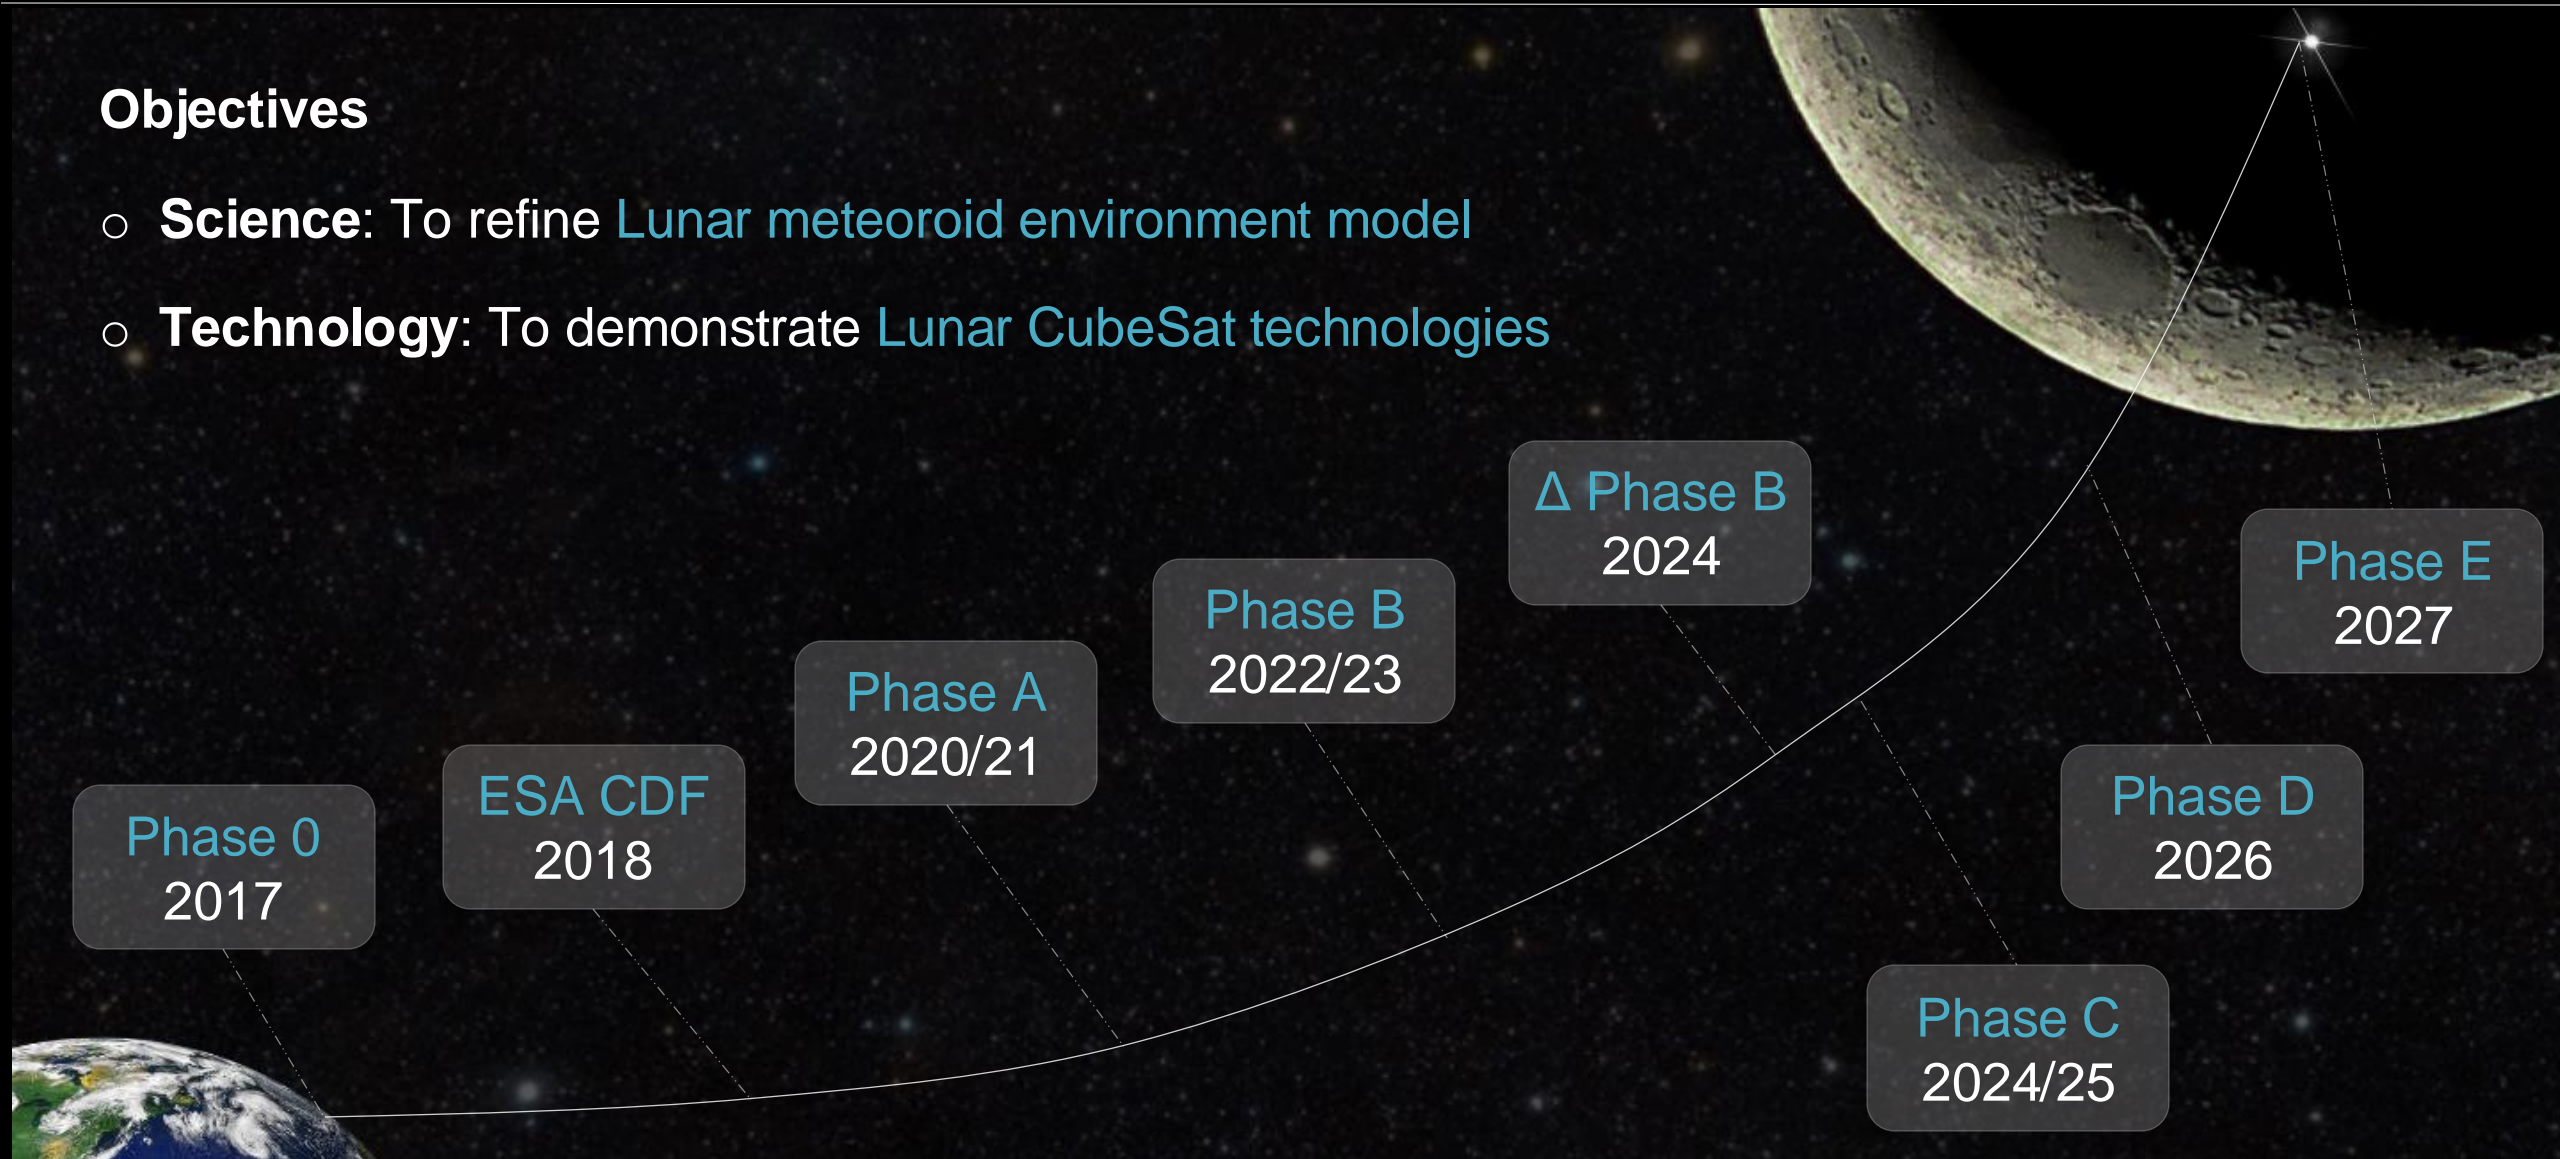 Objectives
o Science: To refine Lunar meteoroid environment model
o Technology: To demonstrate Lunar CubeSat technologies
Phase 0
2017
ESA CDF
2018
Phase A
2020/21
Phase B
2022/23
Δ Phase B
2024
Phase C
2024/25
Phase D
2026
Phase E
2027